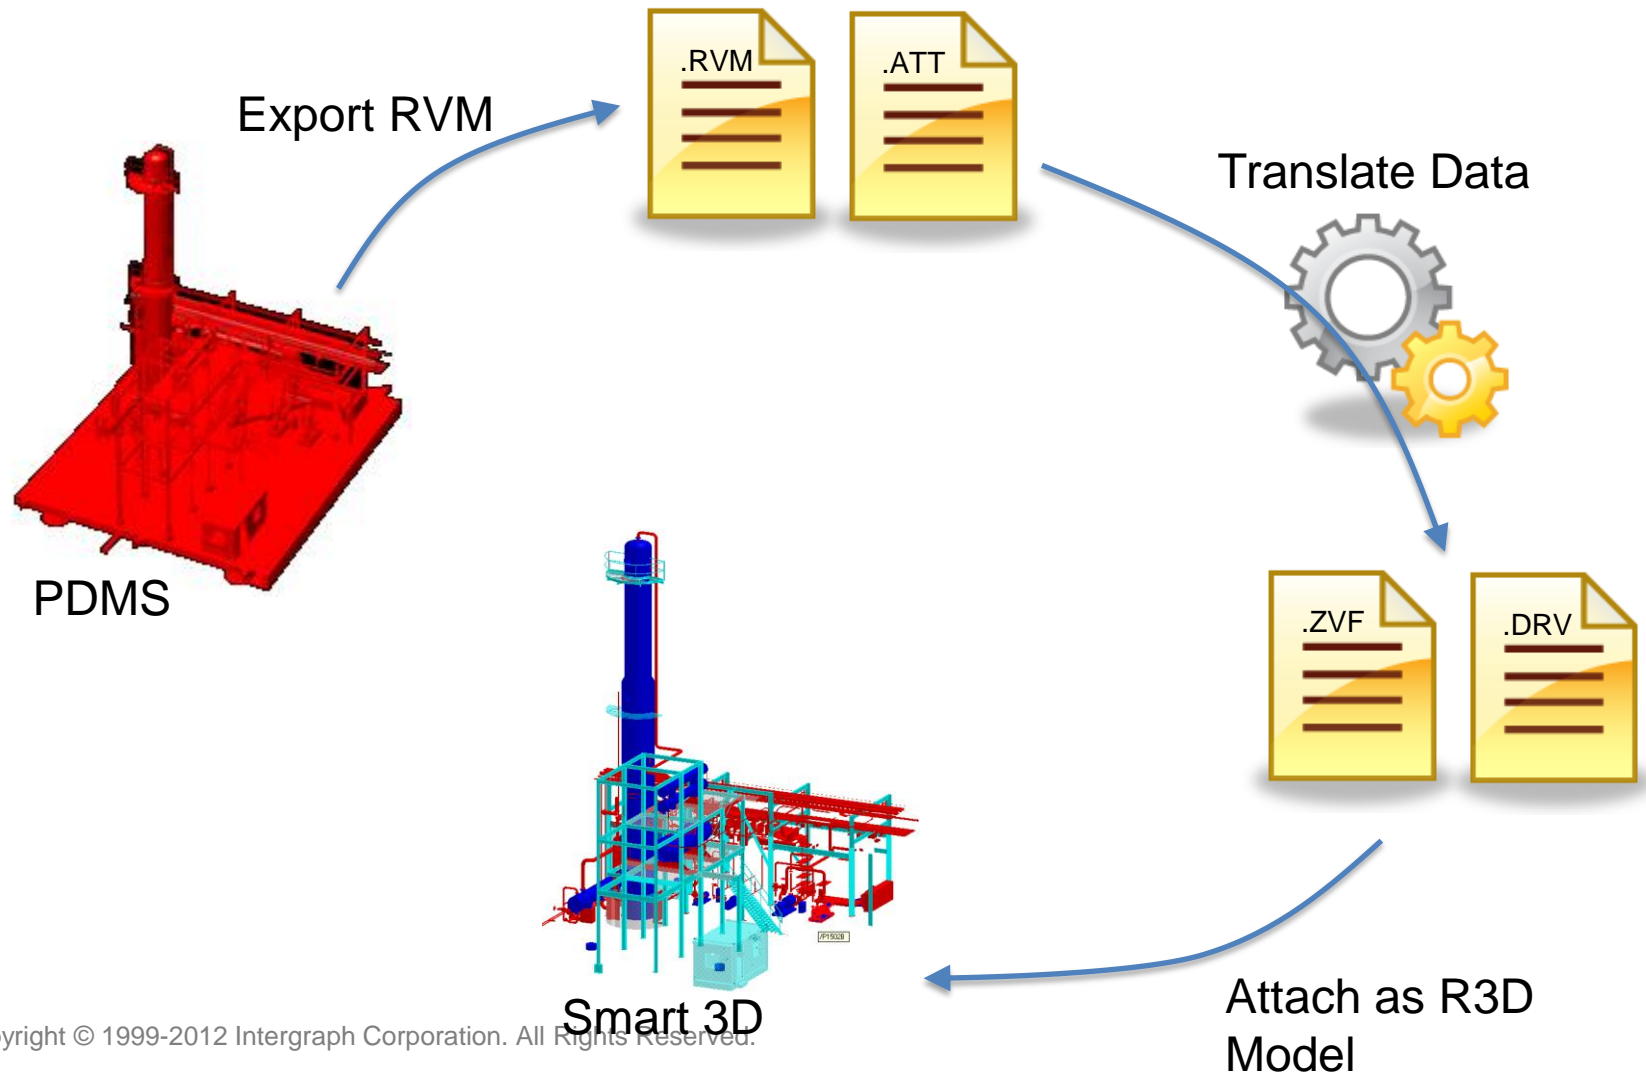 .RVM
.ATT
Export RVM
Translate Data
PDMS
.ZVF
.DRV
/P1502B
Smart 3D
Attach as R3D
Model
yright © 1999-2012 Intergraph Corporation. All Rights Reserved.